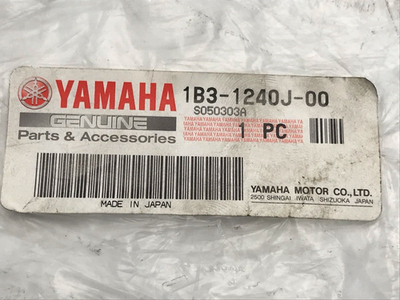 YAMAHA 1B3-1240J-00
S050303A
GENUINE
1 PC
Parts & Accessories
YAMAHA MOTOR CO.,LTD.
2500 SHINGAI IWATA SHIZUOKA JAPAN
MADE IN JAPAN